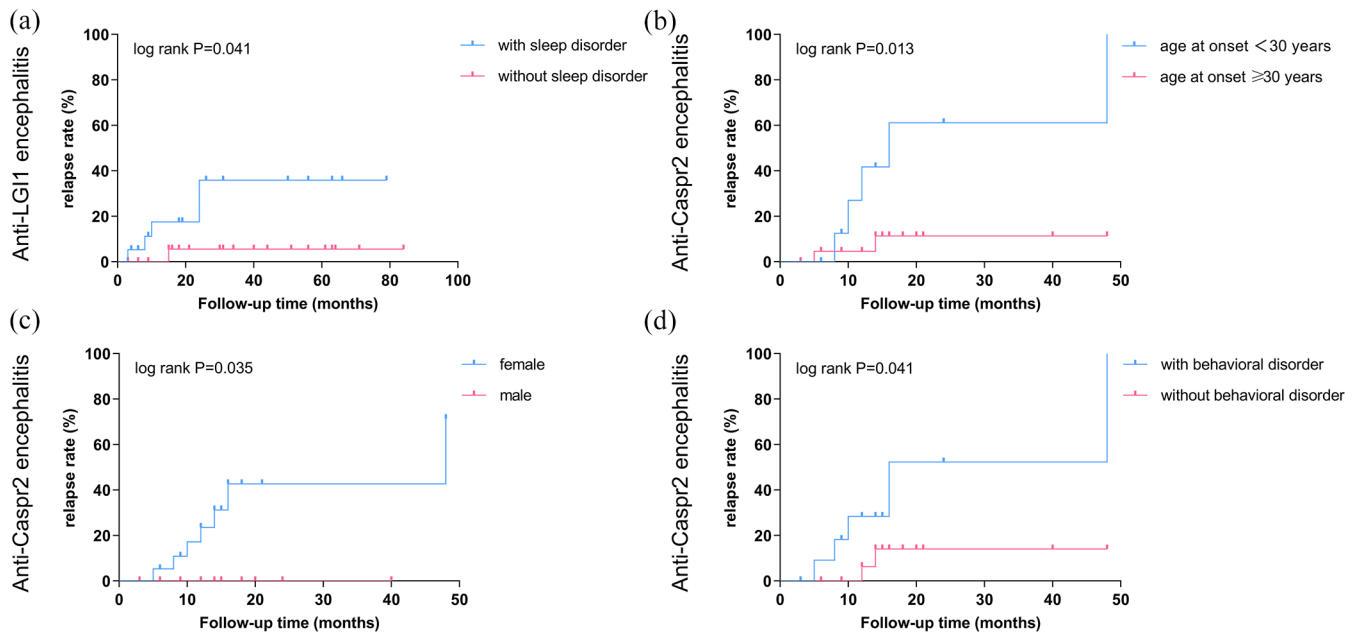 (a)
Anti-LGI1 encephalitis
relapse rate (%)
100
80
60
40
20
0
log rank P=0.041
with sleep disorder
without sleep disorder
0 20 40 60 80 100
Follow-up time (months)
(b)
Anti-Caspr2 encephalitis
relapse rate (%)
100
80
60
40
20
0
log rank P=0.013
age at onset <30 years
age at onset ⩾30 years
0 10 20 30 40 50
Follow-up time (months)
(c)
Anti-Caspr2 encephalitis
relapse rate (%)
100
80
60
40
20
0
log rank P=0.035
female
male
0 10 20 30 40 50
Follow-up time (months)
(d)
Anti-Caspr2 encephalitis
relapse rate (%)
100
80
60
40
20
0
log rank P=0.041
with behavioral disorder
without behavioral disorder
0 10 20 30 40 50
Follow-up time (months)